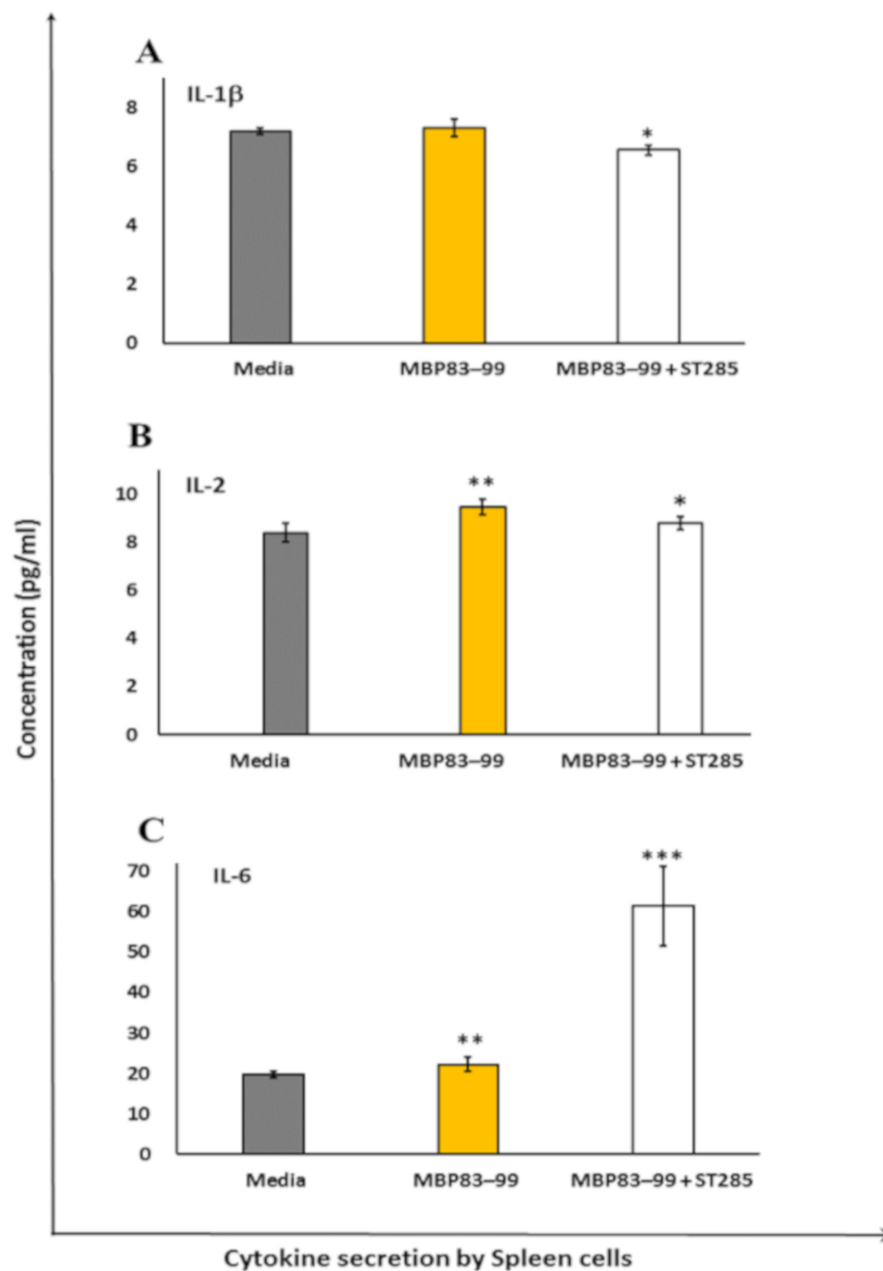 A
IL-1β
8
6
4
2
0
*
Media
MBP83–99
MBP83–99 + ST285
B
IL-2
10
8
6
4
2
0
**
*
Media
MBP83–99
MBP83–99 + ST285
C
IL-6
70
60
50
40
30
20
10
0
**
***
Media
MBP83–99
MBP83–99 + ST285
Concentration (pg/ml)
Cytokine secretion by Spleen cells